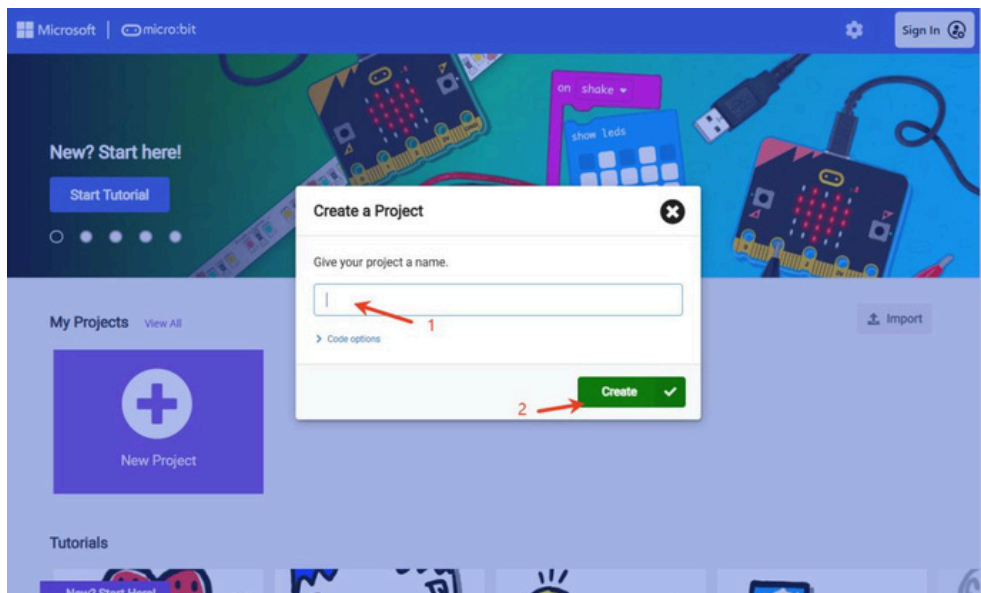 Microsoft | micro:bit
Sign In
on shake
show leds
New? Start here!
Start Tutorial
Create a Project
Give your project a name.
1
Code options
Create
2
My Projects View All
Import
New Project
Tutorials
New? Start Here!